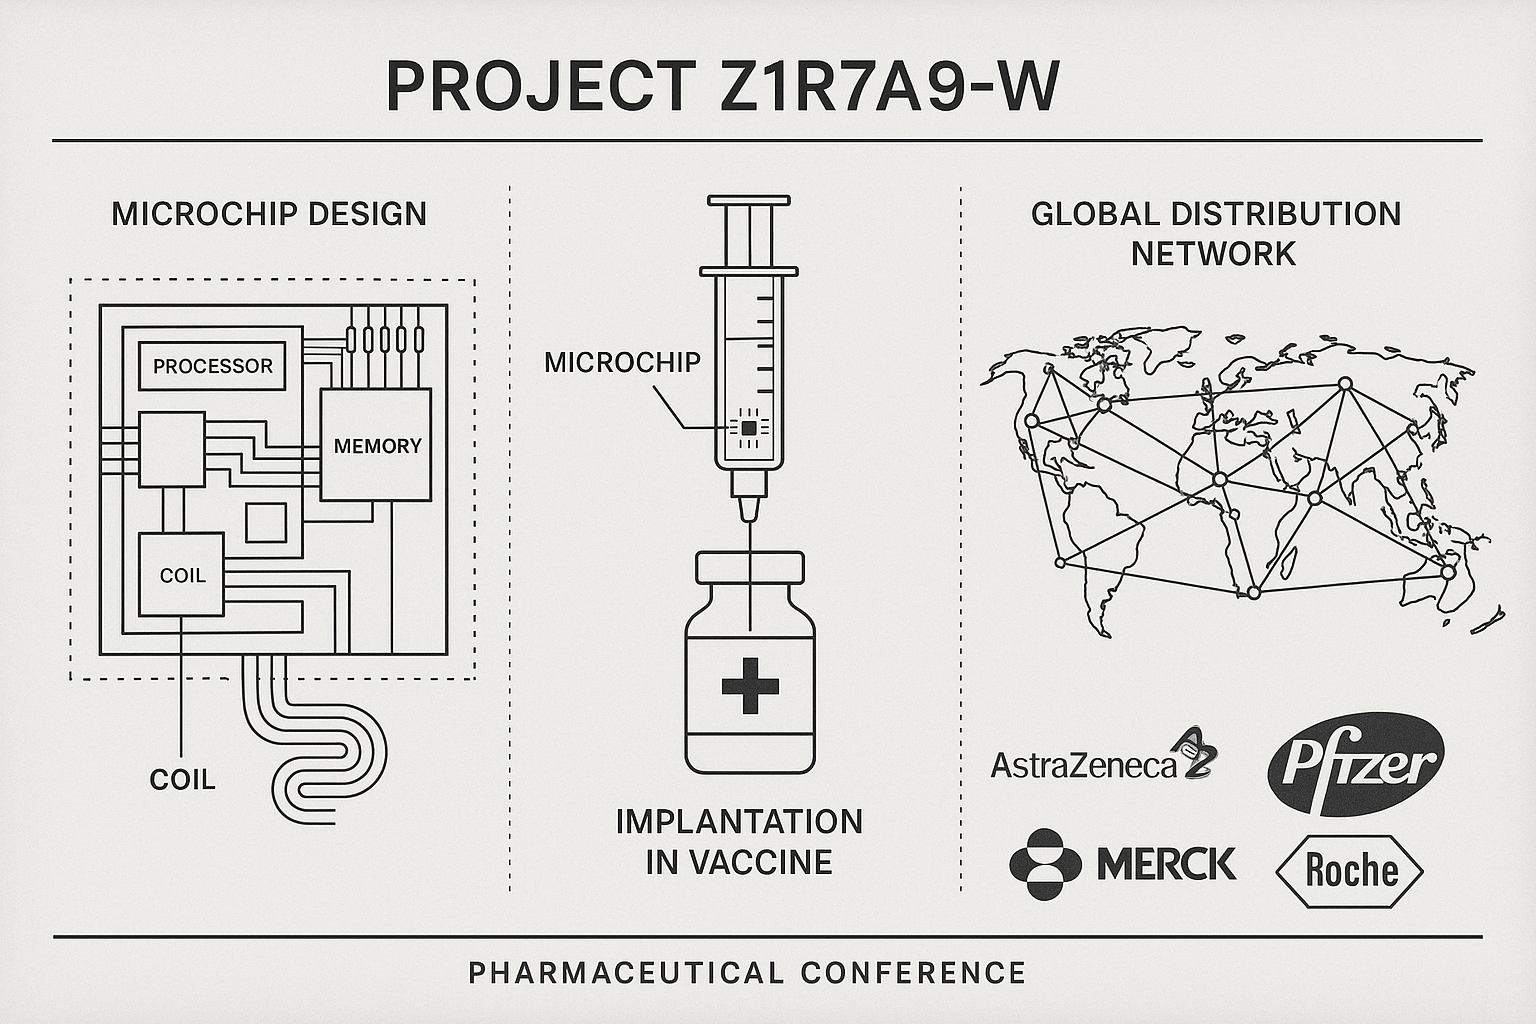 PROJECT Z1R7A9-W
MICROCHIP DESIGN
PROCESSOR
MEMORY
COIL
COIL
MICROCHIP
IMPLANTATION
IN VACCINE
GLOBAL DISTRIBUTION
NETWORK
AstraZeneca
Pfizer
MERCK
Roche
PHARMACEUTICAL CONFERENCE